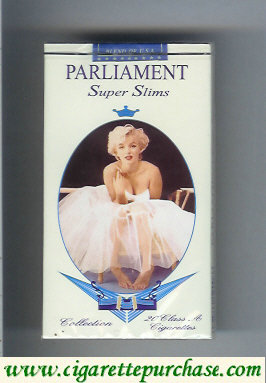 BLEND OF U.S.A.
PARLIAMENT
Super Slims
Collection
20 Class A
Cigarettes
www.cigarettepurchase.com